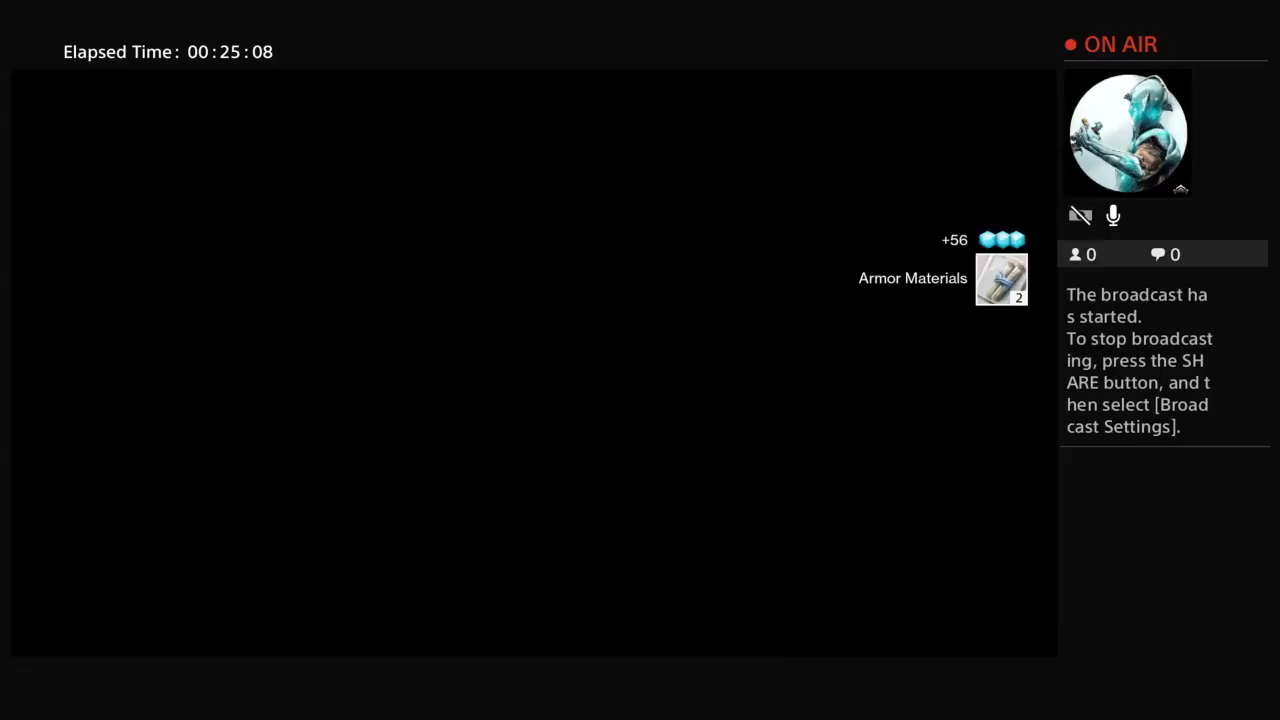 Elapsed Time: 00:25:08
ON AIR
+56
Armor Materials
2
0
0
The broadcast ha
s started.
To stop broadcast
ing, press the SH
ARE button, and t
hen select [Broad
cast Settings].